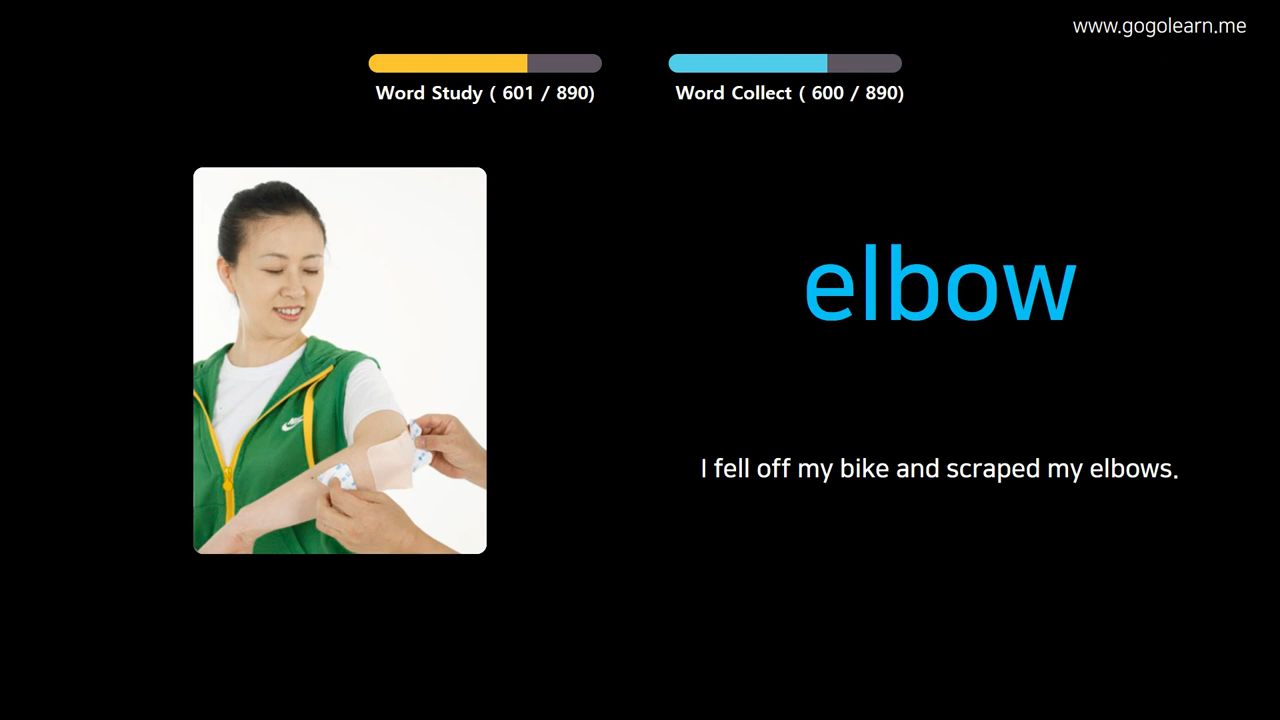 www.gogolearn.me
Word Study ( 601 / 890)
Word Collect ( 600 / 890)
elbow
I fell off my bike and scraped my elbows.